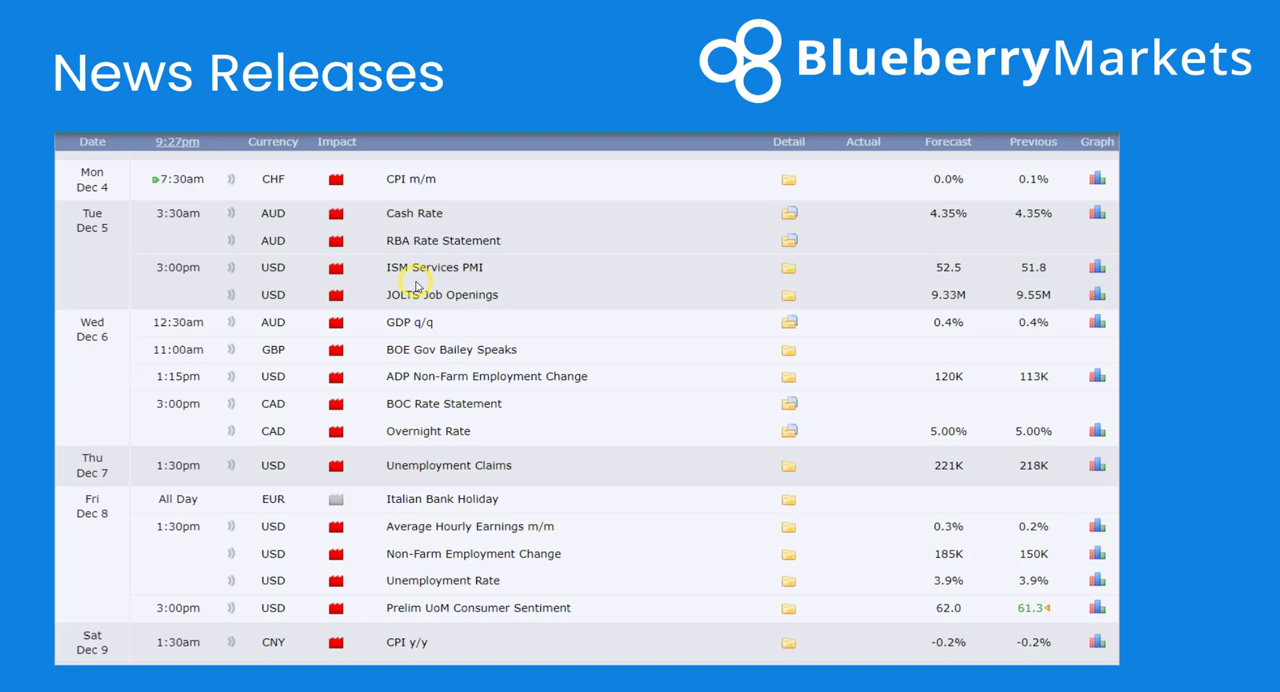 News Releases
BlueberryMarkets
Date 9:27pm Currency Impact Detail Actual Forecast Previous Graph
Mon Dec 4 7:30am CHF CPI m/m 0.0% 0.1%
Tue Dec 5 3:30am AUD Cash Rate 4.35% 4.35%
AUD RBA Rate Statement
3:00pm USD ISM Services PMI 52.5 51.8
USD JOLTS Job Openings 9.33M 9.55M
Wed Dec 6 12:30am AUD GDP q/q 0.4% 0.4%
11:00am GBP BOE Gov Bailey Speaks
1:15pm USD ADP Non-Farm Employment Change 120K 113K
3:00pm CAD BOC Rate Statement
CAD Overnight Rate 5.00% 5.00%
Thu Dec 7 1:30pm USD Unemployment Claims 221K 218K
Fri Dec 8 All Day EUR Italian Bank Holiday
1:30pm USD Average Hourly Earnings m/m 0.3% 0.2%
USD Non-Farm Employment Change 185K 150K
USD Unemployment Rate 3.9% 3.9%
3:00pm USD Prelim UoM Consumer Sentiment 62.0 61.3
Sat Dec 9 1:30am CNY CPI y/y -0.2% -0.2%